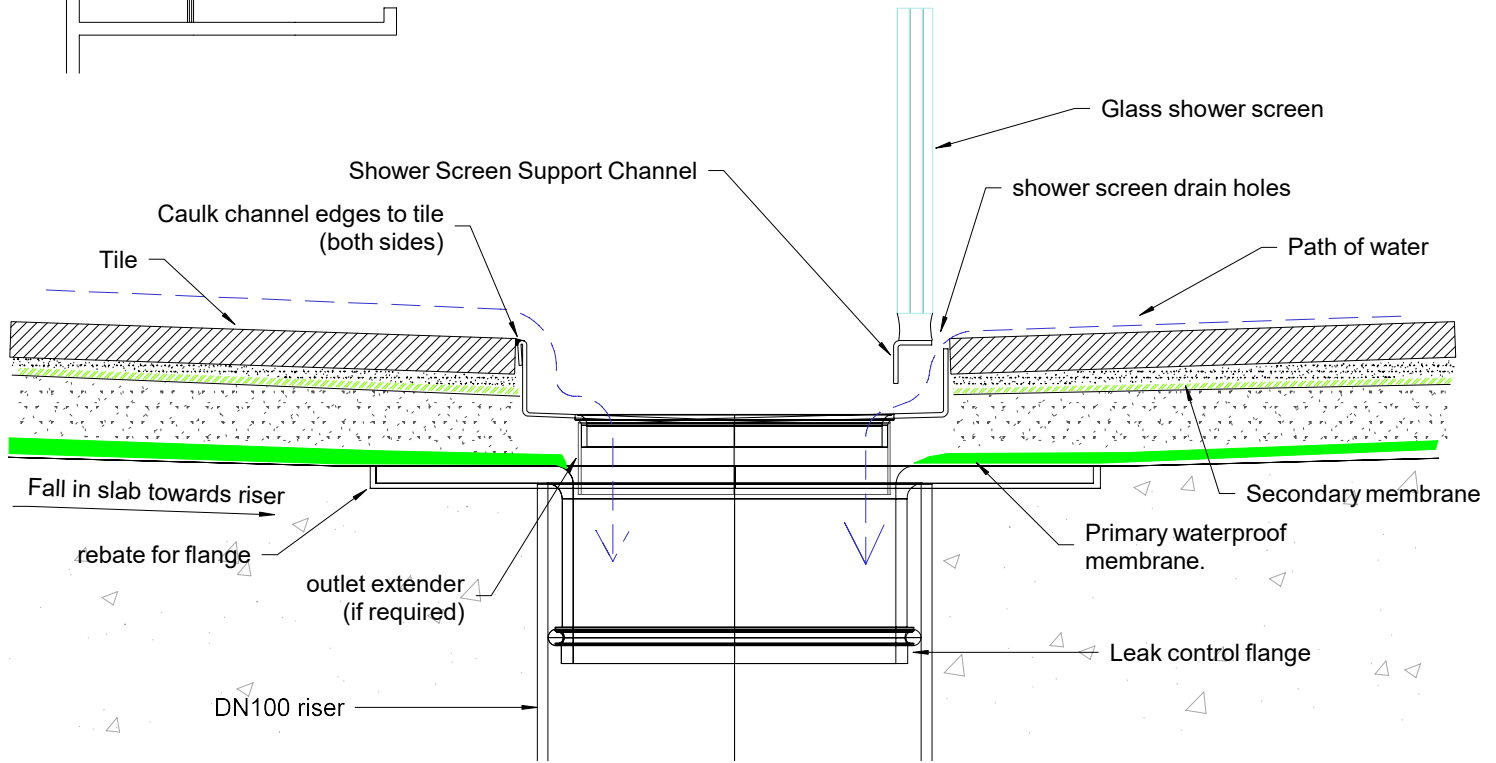 Glass shower screen
Shower Screen Support Channel
shower screen drain holes
Caulk channel edges to tile
(both sides)
Path of water
Tile
Fall in slab towards riser
Secondary membrane
rebate for flange
Primary waterproof
membrane.
outlet extender
(if required)
Leak control flange
DN100 riser